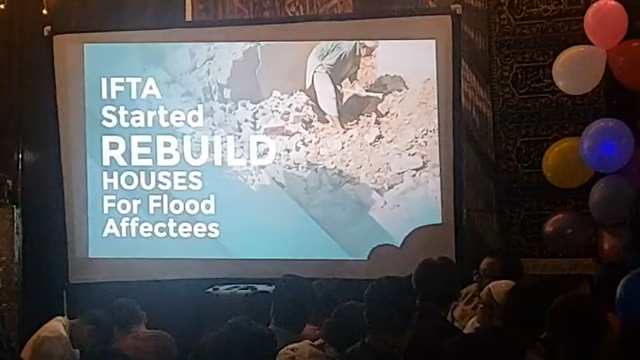 IFTA
Started
REBUILD
HOUSES
For Flood
Affectees